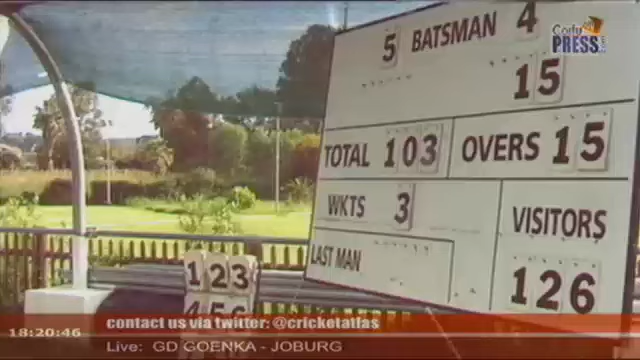 5 BATSMAN 4
15
TOTAL 103 OVERS 15
WKTS 3
VISITORS
LAST MAN
126
123
456
PRESS
contact us via twitter: @cricketatlas
18:20:46
Live: GD GOENKA - JOBURG